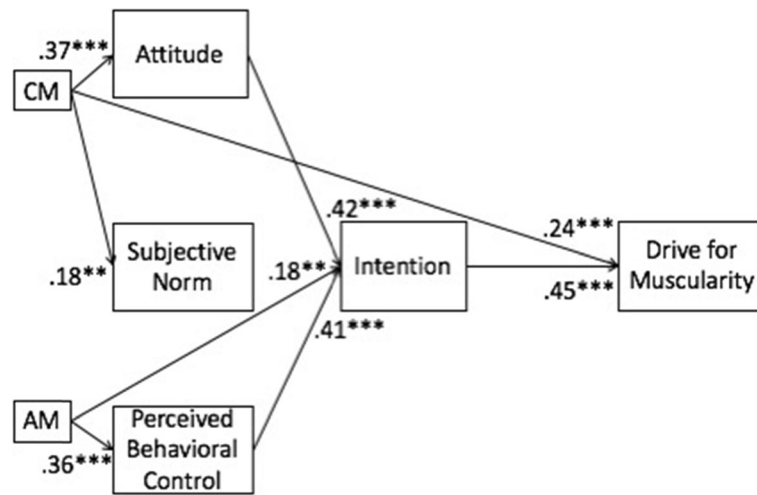 .37***
Attitude
CM
.42***
.24***
Subjective
Norm
.18**
.18**
Intention
Drive for
Muscularity
.45***
.41***
AM
Perceived
Behavioral
Control
.36***